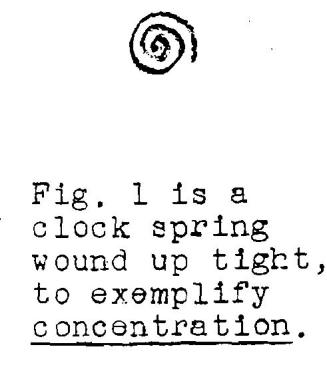 Fig. 1 is a
clock spring
wound up tight,
to exemplify
concentration.